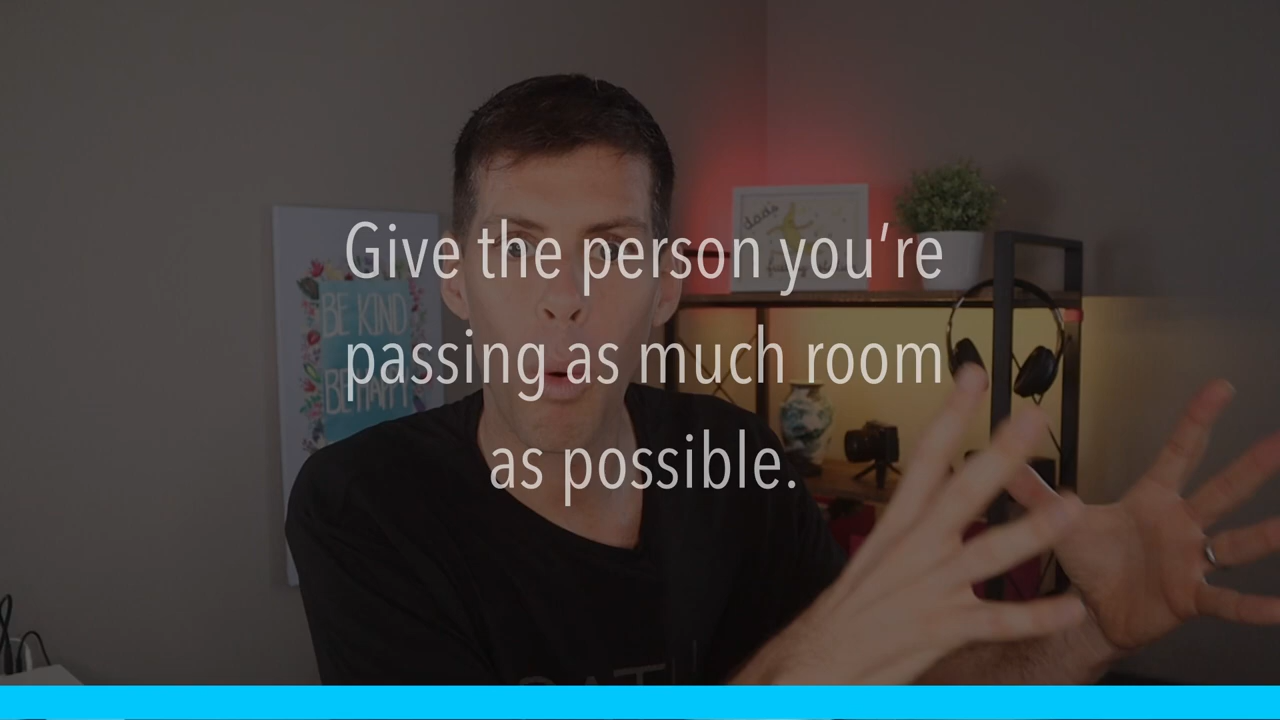 Give the person you’re
passing as much room
as possible.
BE KIND